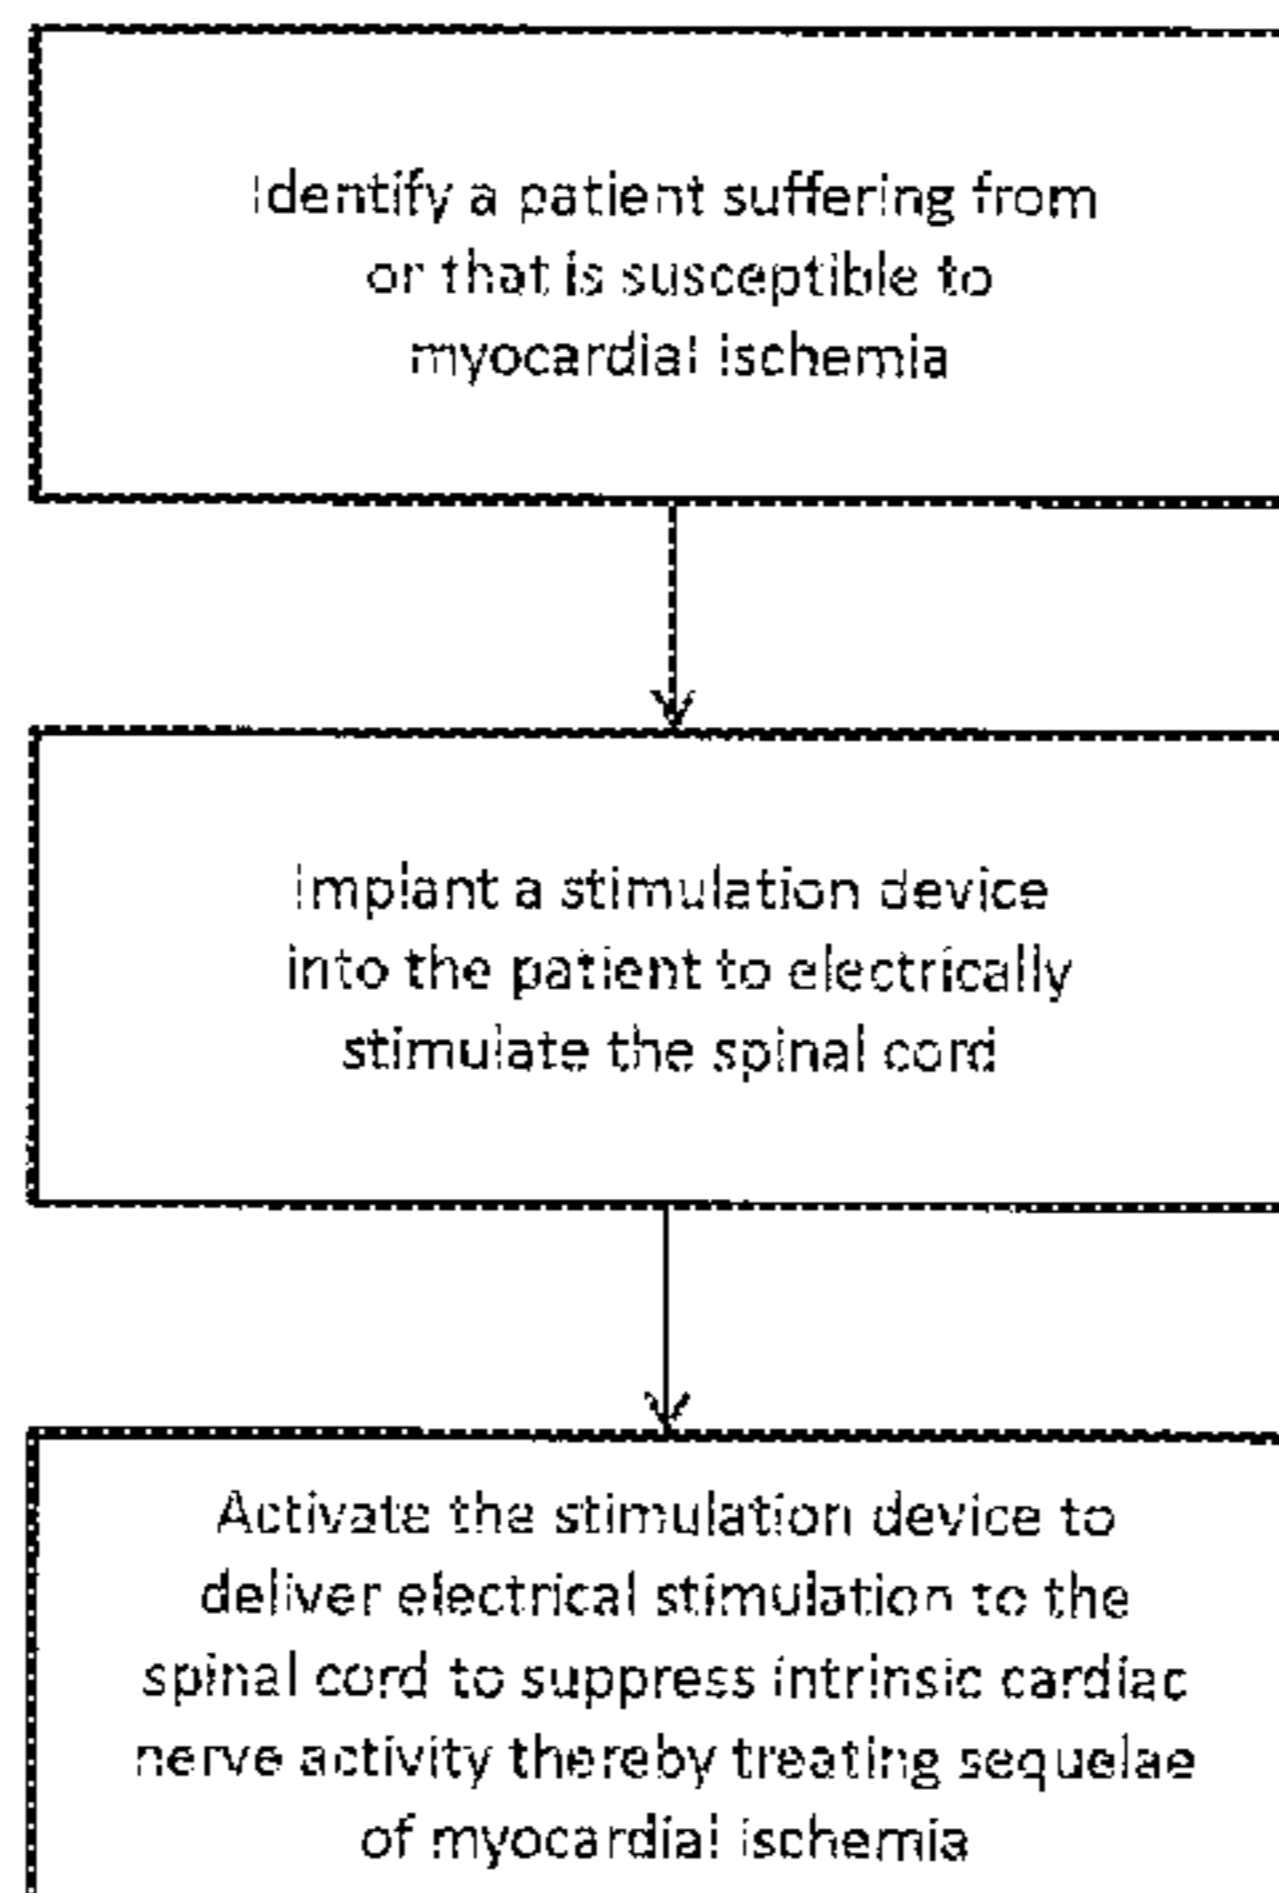 Identify a patient suffering from
or that is susceptible to
myocardial ischemia
Implant a stimulation device
into the patient to electrically
stimulate the spinal cord
Activate the stimulation device to
deliver electrical stimulation to the
spinal cord to suppress intrinsic cardiac
nerve activity thereby treating sequelae
of myocardial ischemia